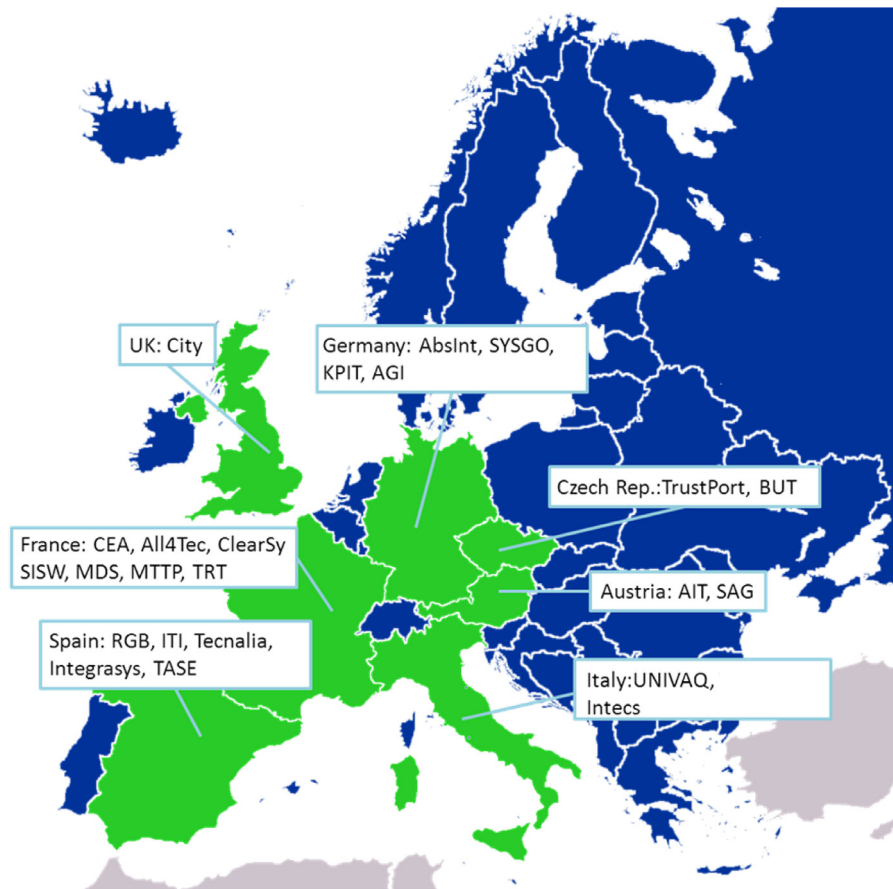 UK: City
Germany: AbsInt, SYSGO,
KPIT, AGI
Czech Rep.:TrustPort, BUT
France: CEA, All4Tec, ClearSy
SISW, MDS, MTTP, TRT
Austria: AIT, SAG
Spain: RGB, ITI, Tecnalia,
Integrasys, TASE
Italy:UNIVAQ,
Intecs